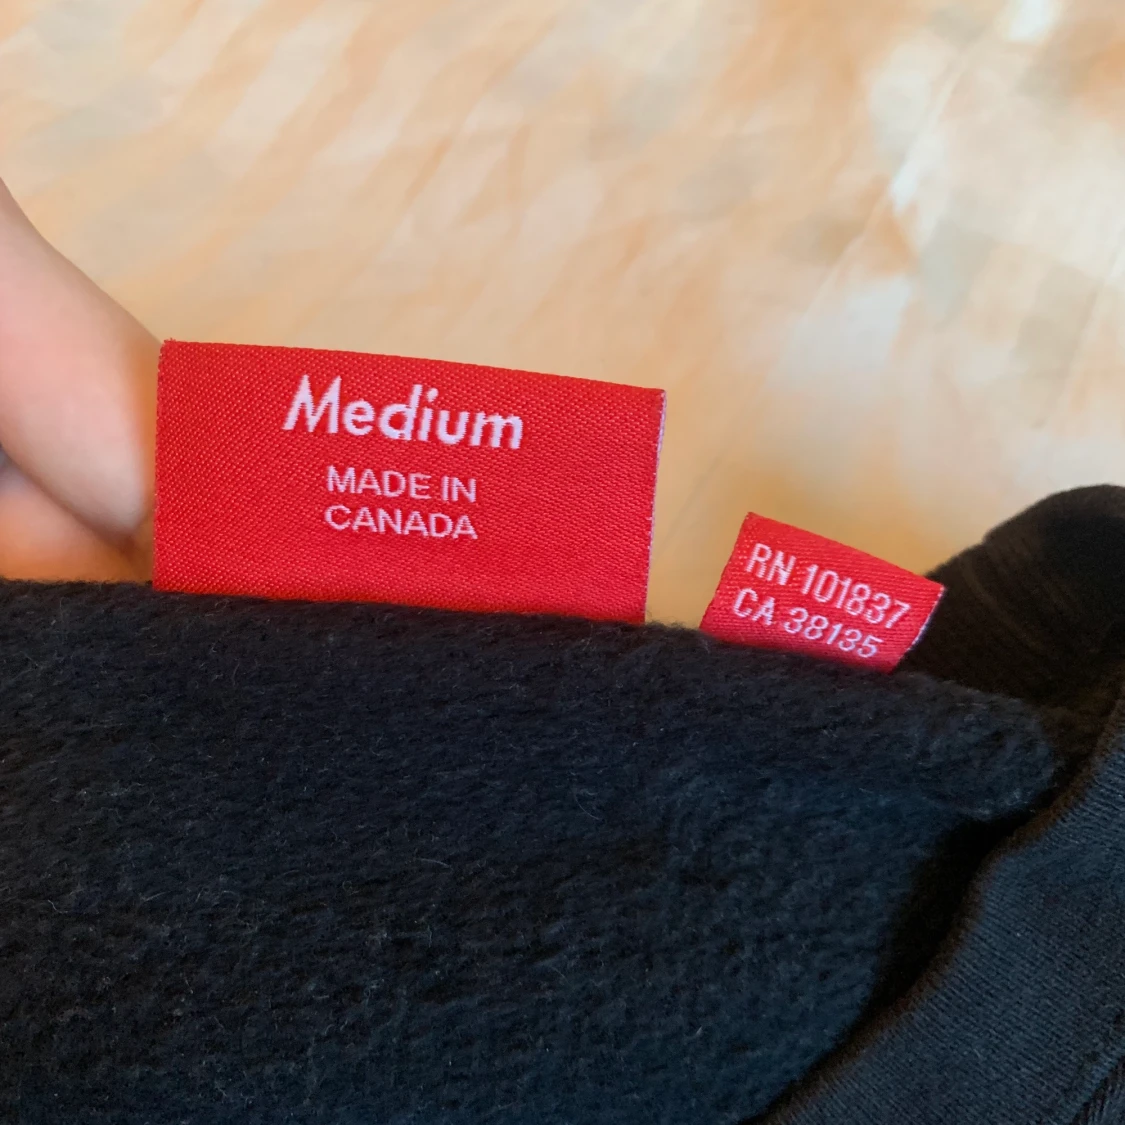 Medium
MADE IN
CANADA
RN 101837
CA 38135